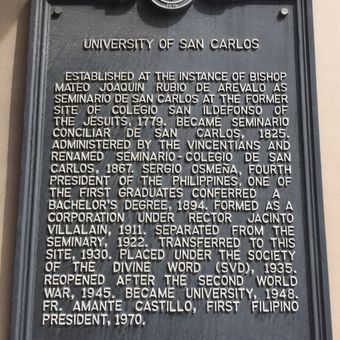 UNIVERSITY OF SAN CARLOS
ESTABLISHED AT THE INSTANCE OF BISHOP
MATEO JOAQUIN RUBIO DE AREVALO AS
SEMINARIO DE SAN CARLOS AT THE FORMER
SITE OF COLEGIO SAN ILDEFONSO OF
THE JESUITS, 1779. BECAME SEMINARIO
CONCILIAR DE SAN CARLOS, 1825.
ADMINISTERED BY THE VINCENTIANS AND
RENAMED SEMINARIO-COLEGIO DE SAN
CARLOS, 1867. SERGIO OSMEÑA, FOURTH
PRESIDENT OF THE PHILIPPINES, ONE OF
THE FIRST GRADUATES CONFERRED A
BACHELOR'S DEGREE, 1894. FORMED AS A
CORPORATION UNDER RECTOR JACINTO
VILLALAIN, 1911. SEPARATED FROM THE
SEMINARY, 1922. TRANSFERRED TO THIS
SITE, 1930. PLACED UNDER THE SOCIETY
OF THE DIVINE WORD (SVD), 1935.
REOPENED AFTER THE SECOND WORLD
WAR, 1945. BECAME UNIVERSITY, 1948.
FR. AMANTE CASTILLO, FIRST FILIPINO
PRESIDENT, 1970.